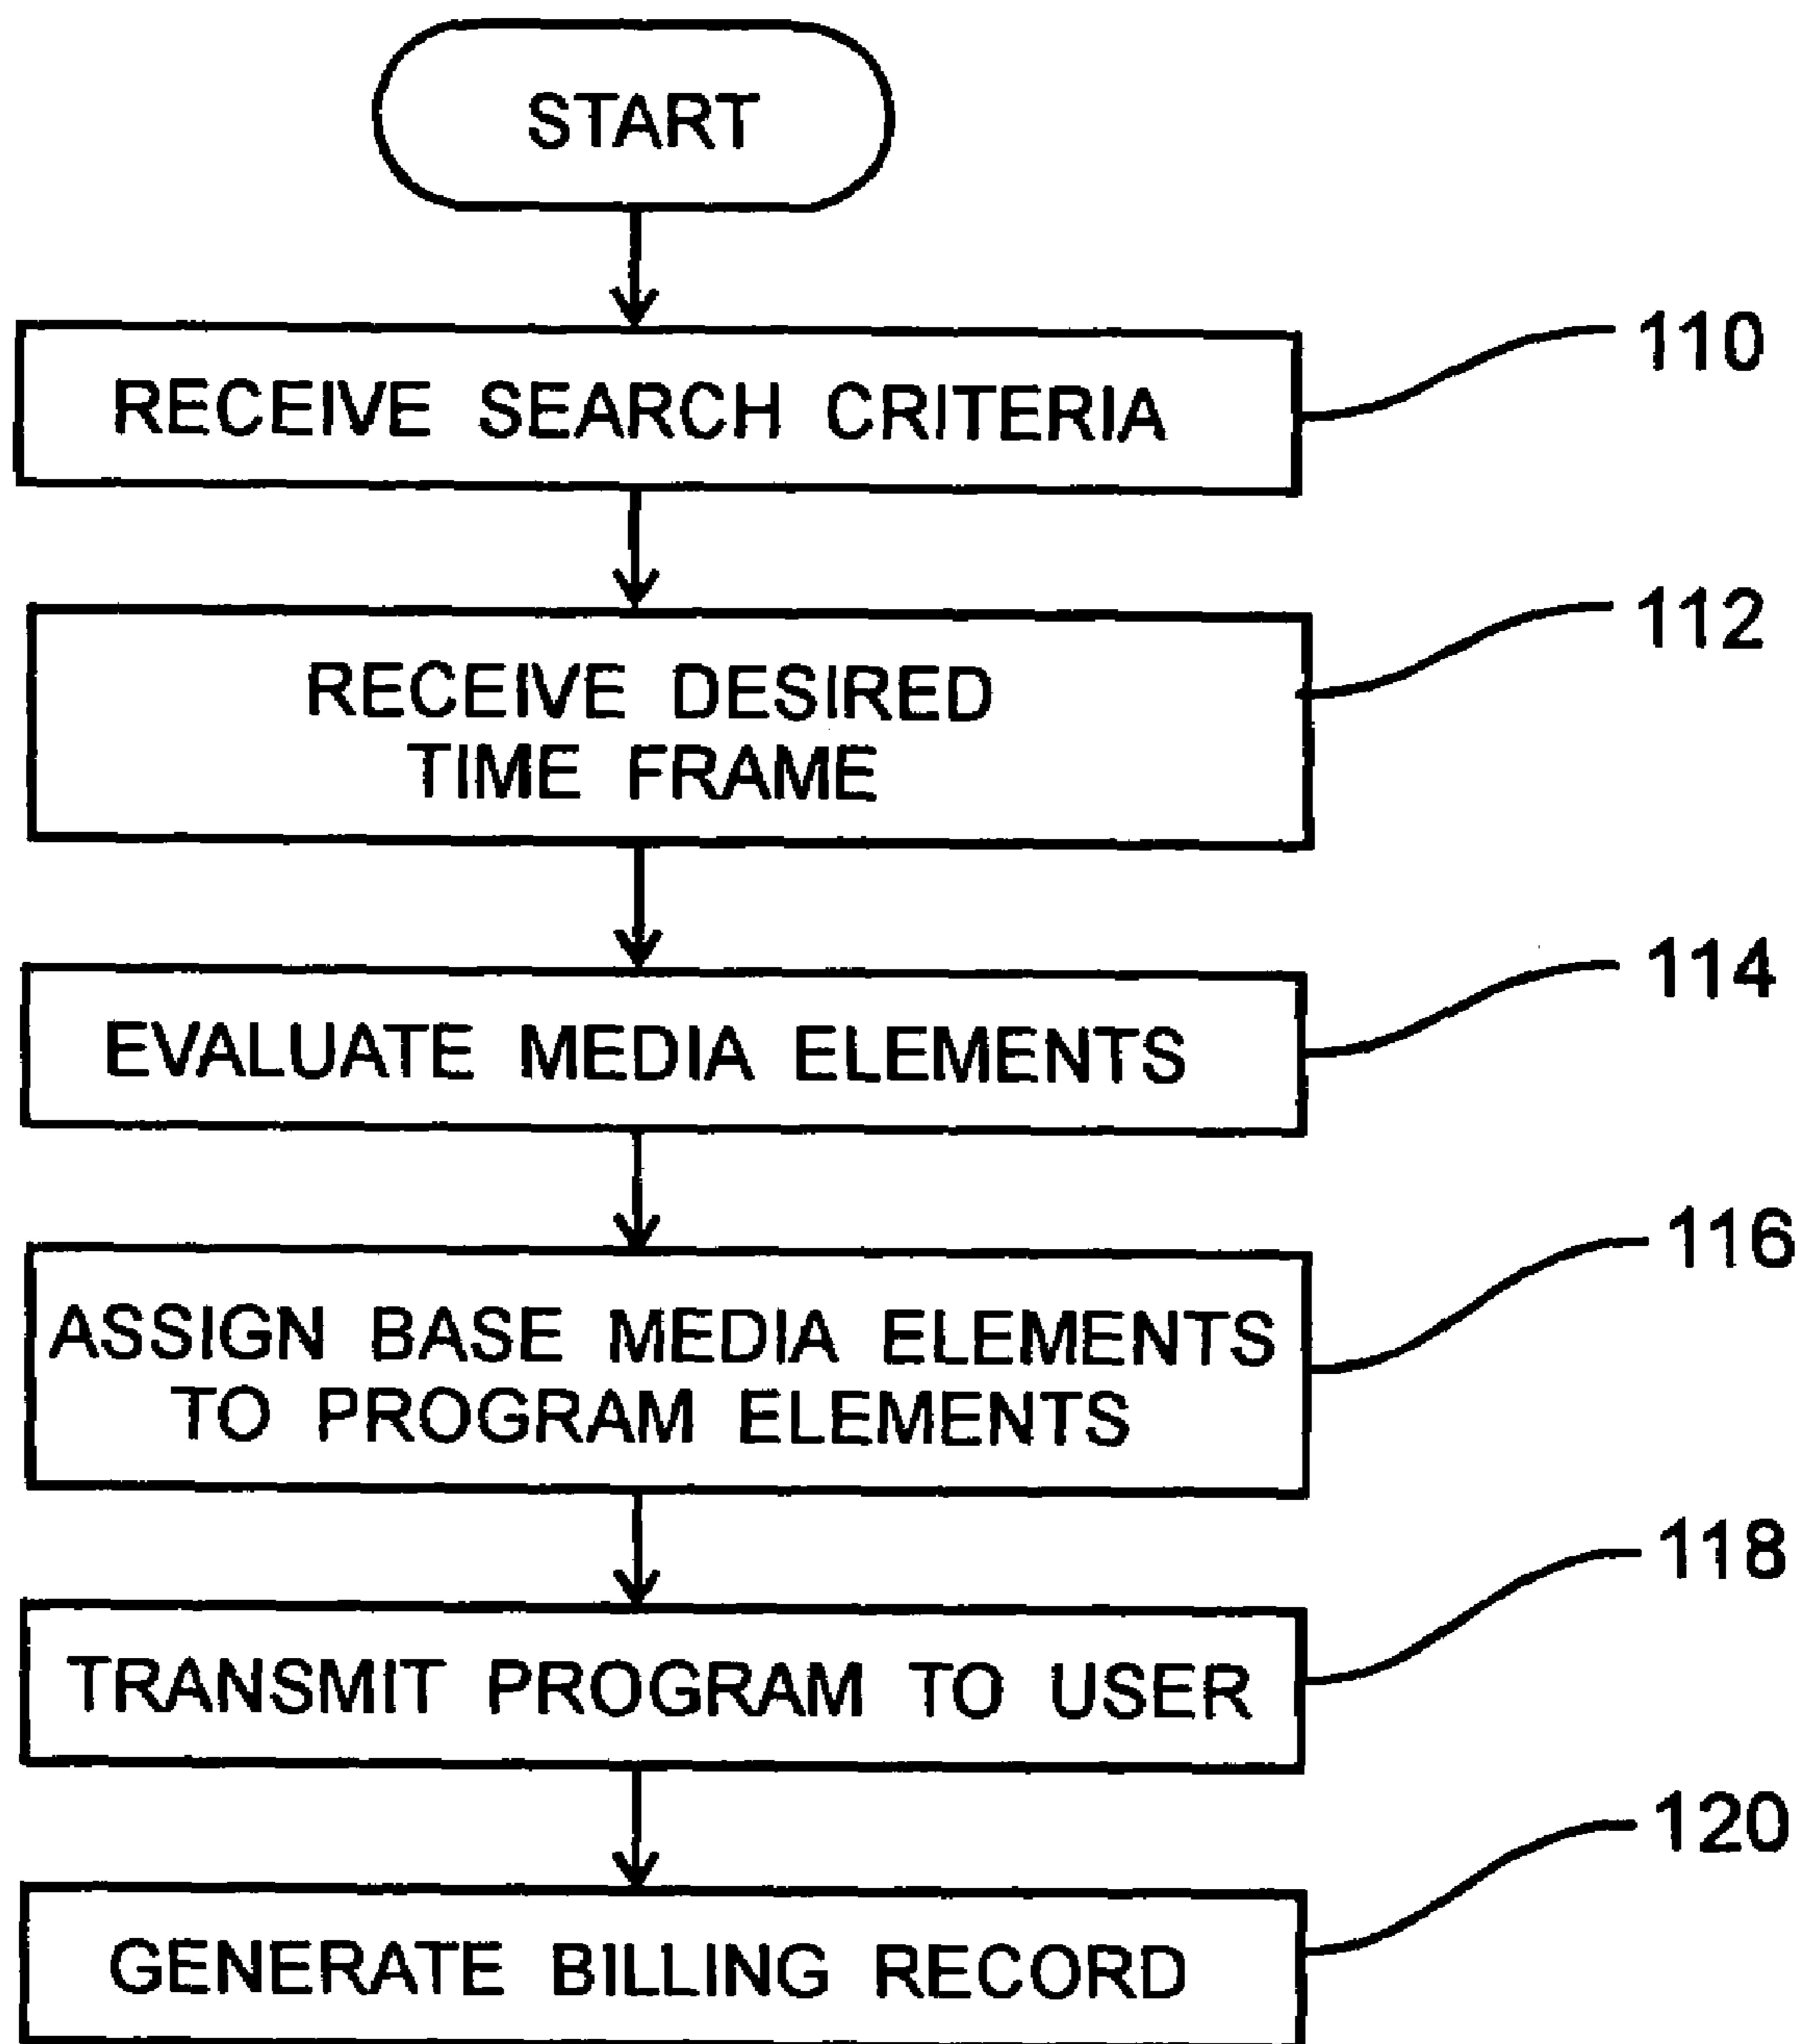 START
RECEIVE SEARCH CRITERIA
110
RECEIVE DESIRED
TIME FRAME
112
EVALUATE MEDIA ELEMENTS
114
ASSIGN BASE MEDIA ELEMENTS
TO PROGRAM ELEMENTS
116
TRANSMIT PROGRAM TO USER
118
GENERATE BILLING RECORD
120